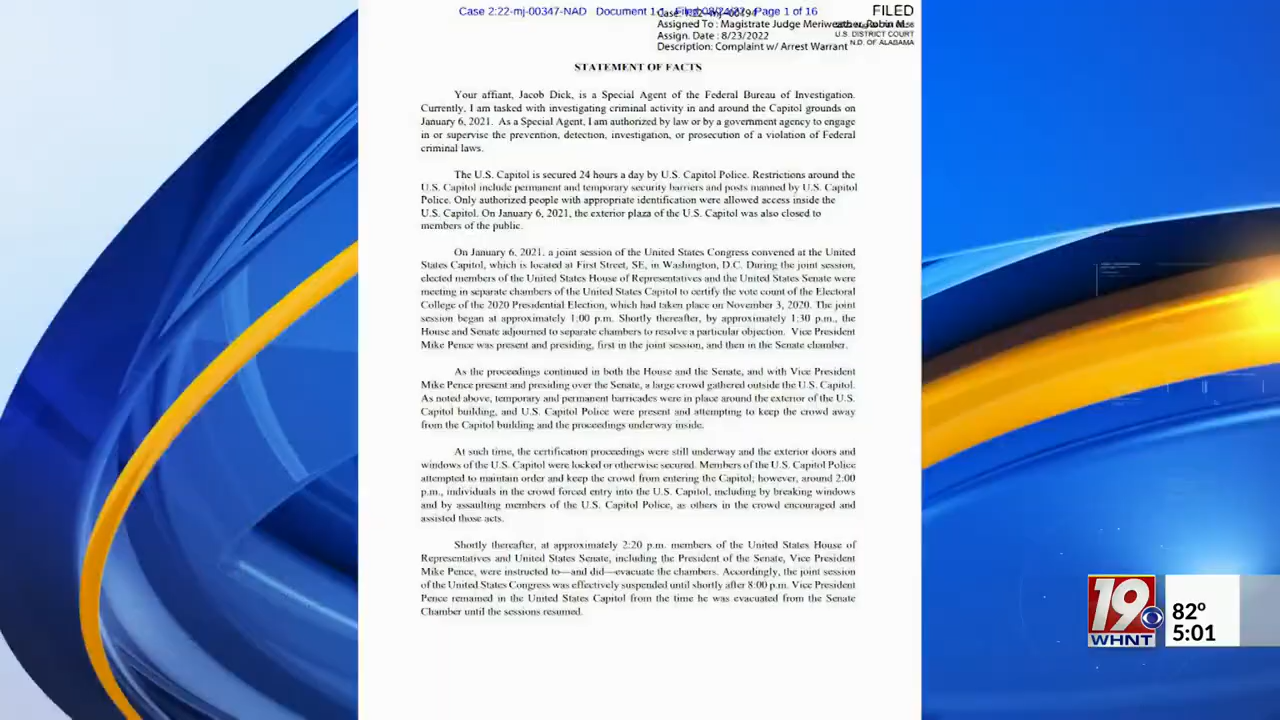 Case 2:22-mj-00347-NAD Document 1-1 Filed 08/24/22 Page 1 of 16
FILED
Assigned To : Magistrate Judge Meriweather, Robin M.
U.S. DISTRICT COURT
Assign. Date : 8/23/2022
N.D. OF ALABAMA
Description: Complaint w/ Arrest Warrant
STATEMENT OF FACTS
Your affiant, Jacob Dick, is a Special Agent of the Federal Bureau of Investigation.
Currently, I am tasked with investigating criminal activity in and around the Capitol grounds on
January 6, 2021. As a Special Agent, I am authorized by law or by a government agency to engage
in or supervise the prevention, detection, investigation, or prosecution of a violation of Federal
criminal laws.
The U.S. Capitol is secured 24 hours a day by U.S. Capitol Police. Restrictions around the
U.S. Capitol include permanent and temporary security barriers and posts manned by U.S. Capitol
Police. Only authorized people with appropriate identification were allowed access inside the
U.S. Capitol. On January 6, 2021, the exterior plaza of the U.S. Capitol was also closed to
members of the public.
On January 6, 2021, a joint session of the United States Congress convened at the United
States Capitol, which is located at First Street, SE, in Washington, D.C. During the joint session,
elected members of the United States House of Representatives and the United States Senate were
meeting in separate chambers of the United States Capitol to certify the vote count of the Electoral
College of the 2020 Presidential Election, which had taken place on November 3, 2020. The joint
session began at approximately 1:00 p.m. Shortly thereafter, by approximately 1:30 p.m., the
House and Senate adjourned to separate chambers to resolve a particular objection. Vice President
Mike Pence was present and presiding, first in the joint session, and then in the Senate chamber.
As the proceedings continued in both the House and the Senate, and with Vice President
Mike Pence present and presiding over the Senate, a large crowd gathered outside the U.S. Capitol.
As noted above, temporary and permanent barricades were in place around the exterior of the U.S.
Capitol building, and U.S. Capitol Police were present and attempting to keep the crowd away
from the Capitol building and the proceedings underway inside.
At such time, the certification proceedings were still underway and the exterior doors and
windows of the U.S. Capitol were locked or otherwise secured. Members of the U.S. Capitol Police
attempted to maintain order and keep the crowd from entering the Capitol; however, around 2:00
p.m., individuals in the crowd forced entry into the U.S. Capitol, including by breaking windows
and by assaulting members of the U.S. Capitol Police, as others in the crowd encouraged and
assisted those acts.
Shortly thereafter, at approximately 2:20 p.m. members of the United States House of
Representatives and United States Senate, including the President of the Senate, Vice President
Mike Pence, were instructed to—and did—evacuate the chambers. Accordingly, the joint session
of the United States Congress was effectively suspended until shortly after 8:00 p.m. Vice President
Pence remained in the United States Capitol from the time he was evacuated from the Senate
Chamber until the sessions resumed.
19
WHNT
82°
5:01